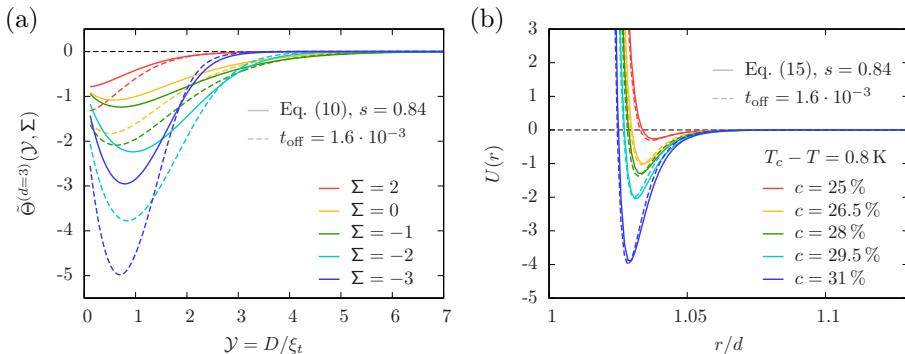 (a)
0
-1
-2
-3
-4
-5
Θ̃^(d=3)(𝒴, Σ)
Eq. (10), s = 0.84
t_off = 1.6 · 10^−3
Σ = 2
Σ = 0
Σ = −1
Σ = −2
Σ = −3
0 1 2 3 4 5 6 7
𝒴 = D/ξ_t
(b)
3
2
1
0
-1
-2
-3
-4
-5
U(r)
Eq. (15), s = 0.84
t_off = 1.6 · 10^−3
T_c − T = 0.8 K
c = 25 %
c = 26.5 %
c = 28 %
c = 29.5 %
c = 31 %
1 1.05 1.1
r/d